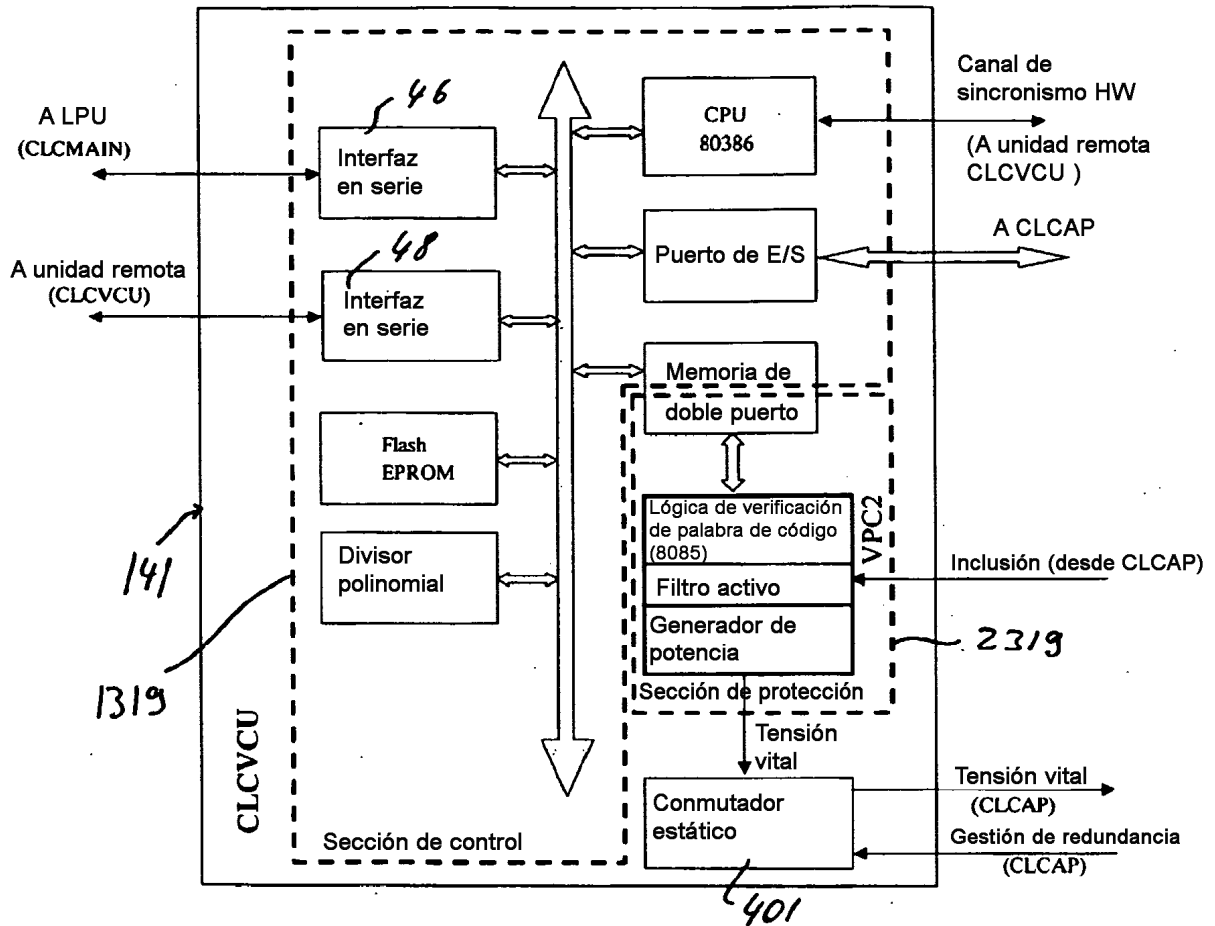 A LPU
(CLCMAIN)
46
Interfaz
en serie
CPU
80386
Canal de
sincronismo HW
(A unidad remota
CLCVCU )
A unidad remota
(CLCVCU)
48
Interfaz
en serie
Puerto de E/S
A CLCAP
Memoria de
doble puerto
Flash
EPROM
Lógica de verificación
de palabra de código
(8085)
VPC2
Filtro activo
Inclusión (desde CLCAP)
Generador de
potencia
2319
Sección de protección
Divisor
polinomial
141
1319
CLCVCU
Sección de control
Tensión
vital
Conmutador
estático
Tensión vital
(CLCAP)
Gestión de redundancia
(CLCAP)
401